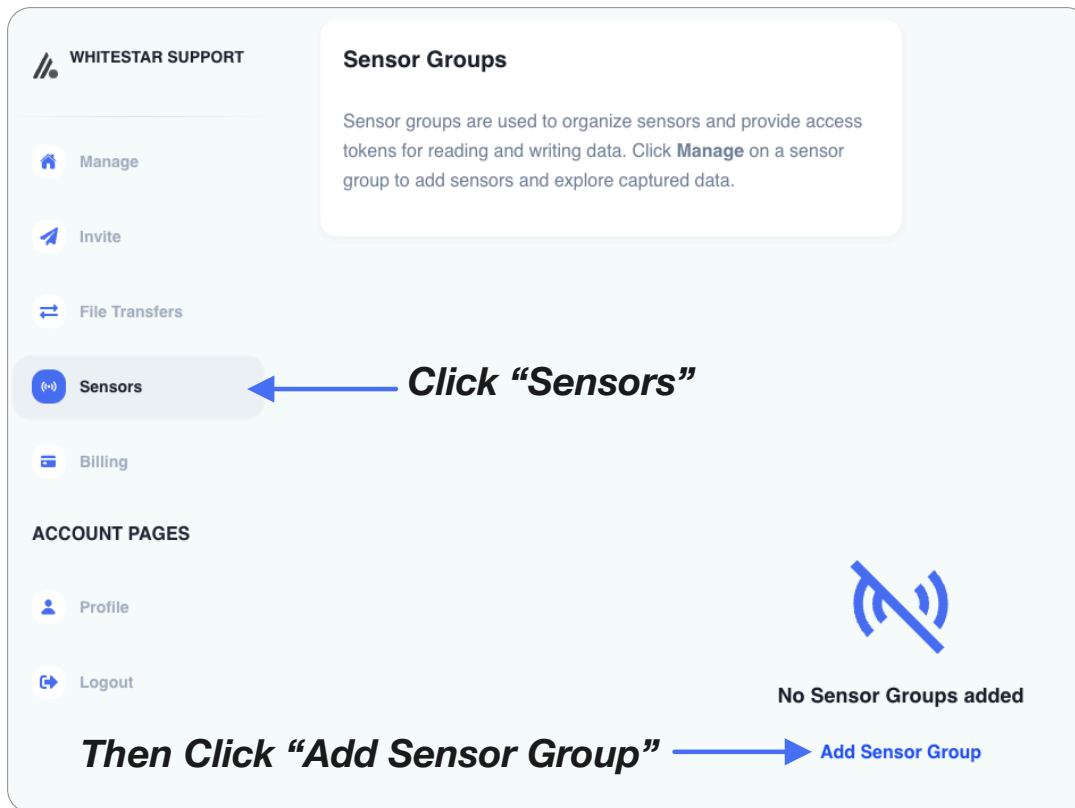 WHITESTAR SUPPORT
Manage
Invite
File Transfers
Sensors
Billing
ACCOUNT PAGES
Profile
Logout
Sensor Groups
Sensor groups are used to organize sensors and provide access
tokens for reading and writing data. Click Manage on a sensor
group to add sensors and explore captured data.
Click “Sensors”
No Sensor Groups added
Then Click “Add Sensor Group”
Add Sensor Group